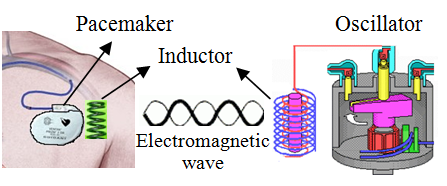 Pacemaker
Oscillator
Inductor
Electromagnetic
wave